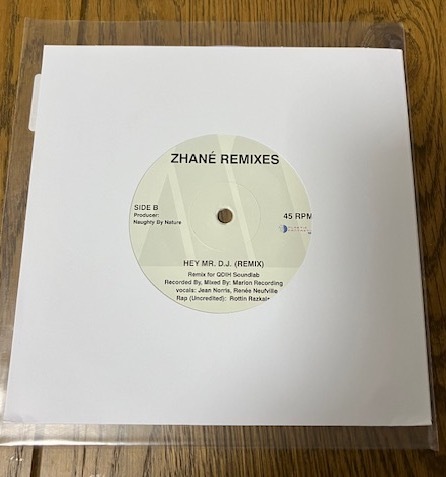 ZHANÉ REMIXES
SIDE B
Producer:
Naughty By Nature
45 RPM
HEY MR. D.J. (REMIX)
Remix for QDIH Soundlab
Recorded By, Mixed By: Marion Recording
vocals: Jean Norris, Renée Neufville
Rap (Uncredited): Rottin Razkals